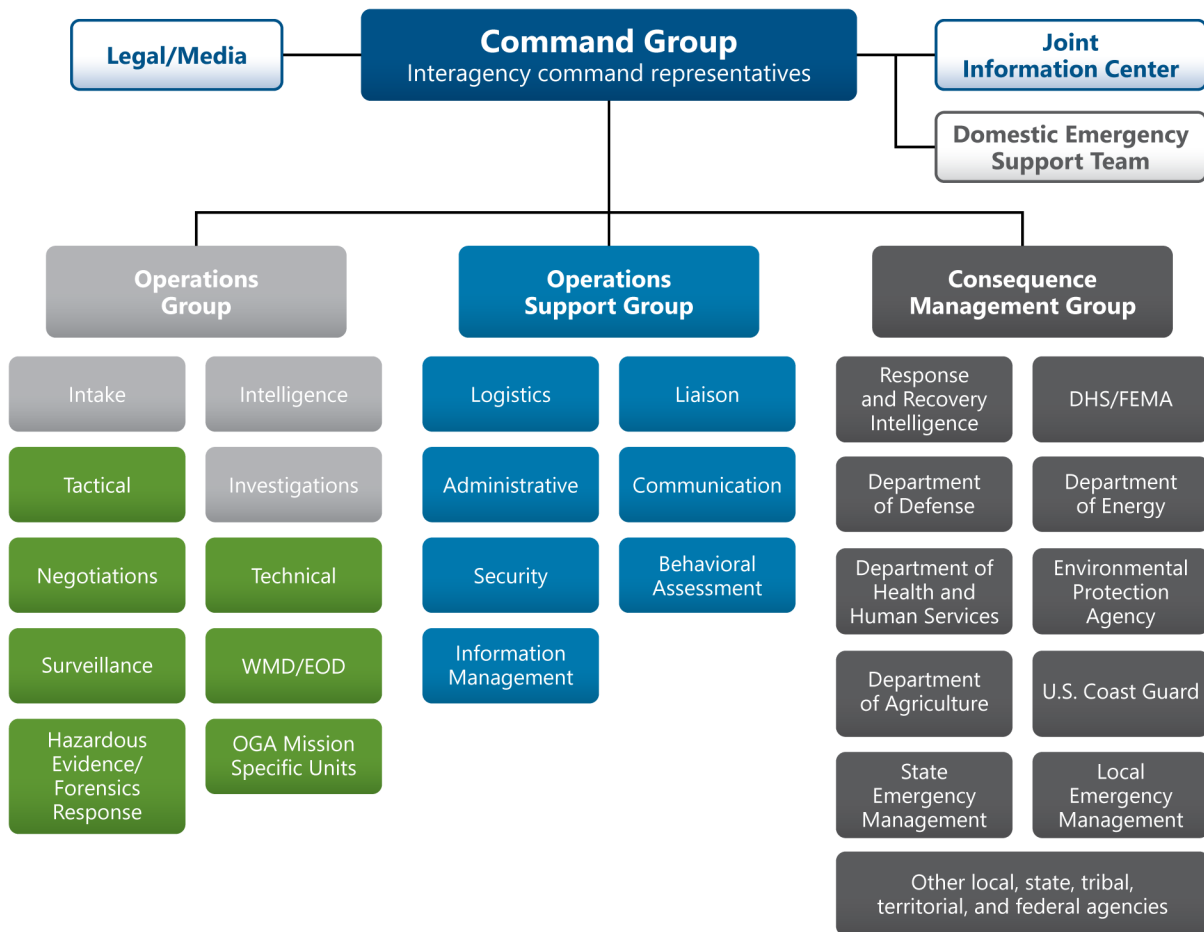 Legal/Media
Command Group
Interagency command representatives
Joint
Information Center
Domestic Emergency
Support Team
Operations
Group
Intake
Intelligence
Tactical
Investigations
Negotiations
Technical
Surveillance
WMD/EOD
Hazardous
Evidence/
Forensics
Response
OGA Mission
Specific Units
Operations
Support Group
Logistics
Liaison
Administrative
Communication
Security
Behavioral
Assessment
Information
Management
Consequence
Management Group
Response
and Recovery
Intelligence
DHS/FEMA
Department
of Defense
Department
of Energy
Department of
Health and
Human Services
Environmental
Protection
Agency
Department
of Agriculture
U.S. Coast Guard
State
Emergency
Management
Local
Emergency
Management
Other local, state, tribal,
territorial, and federal agencies